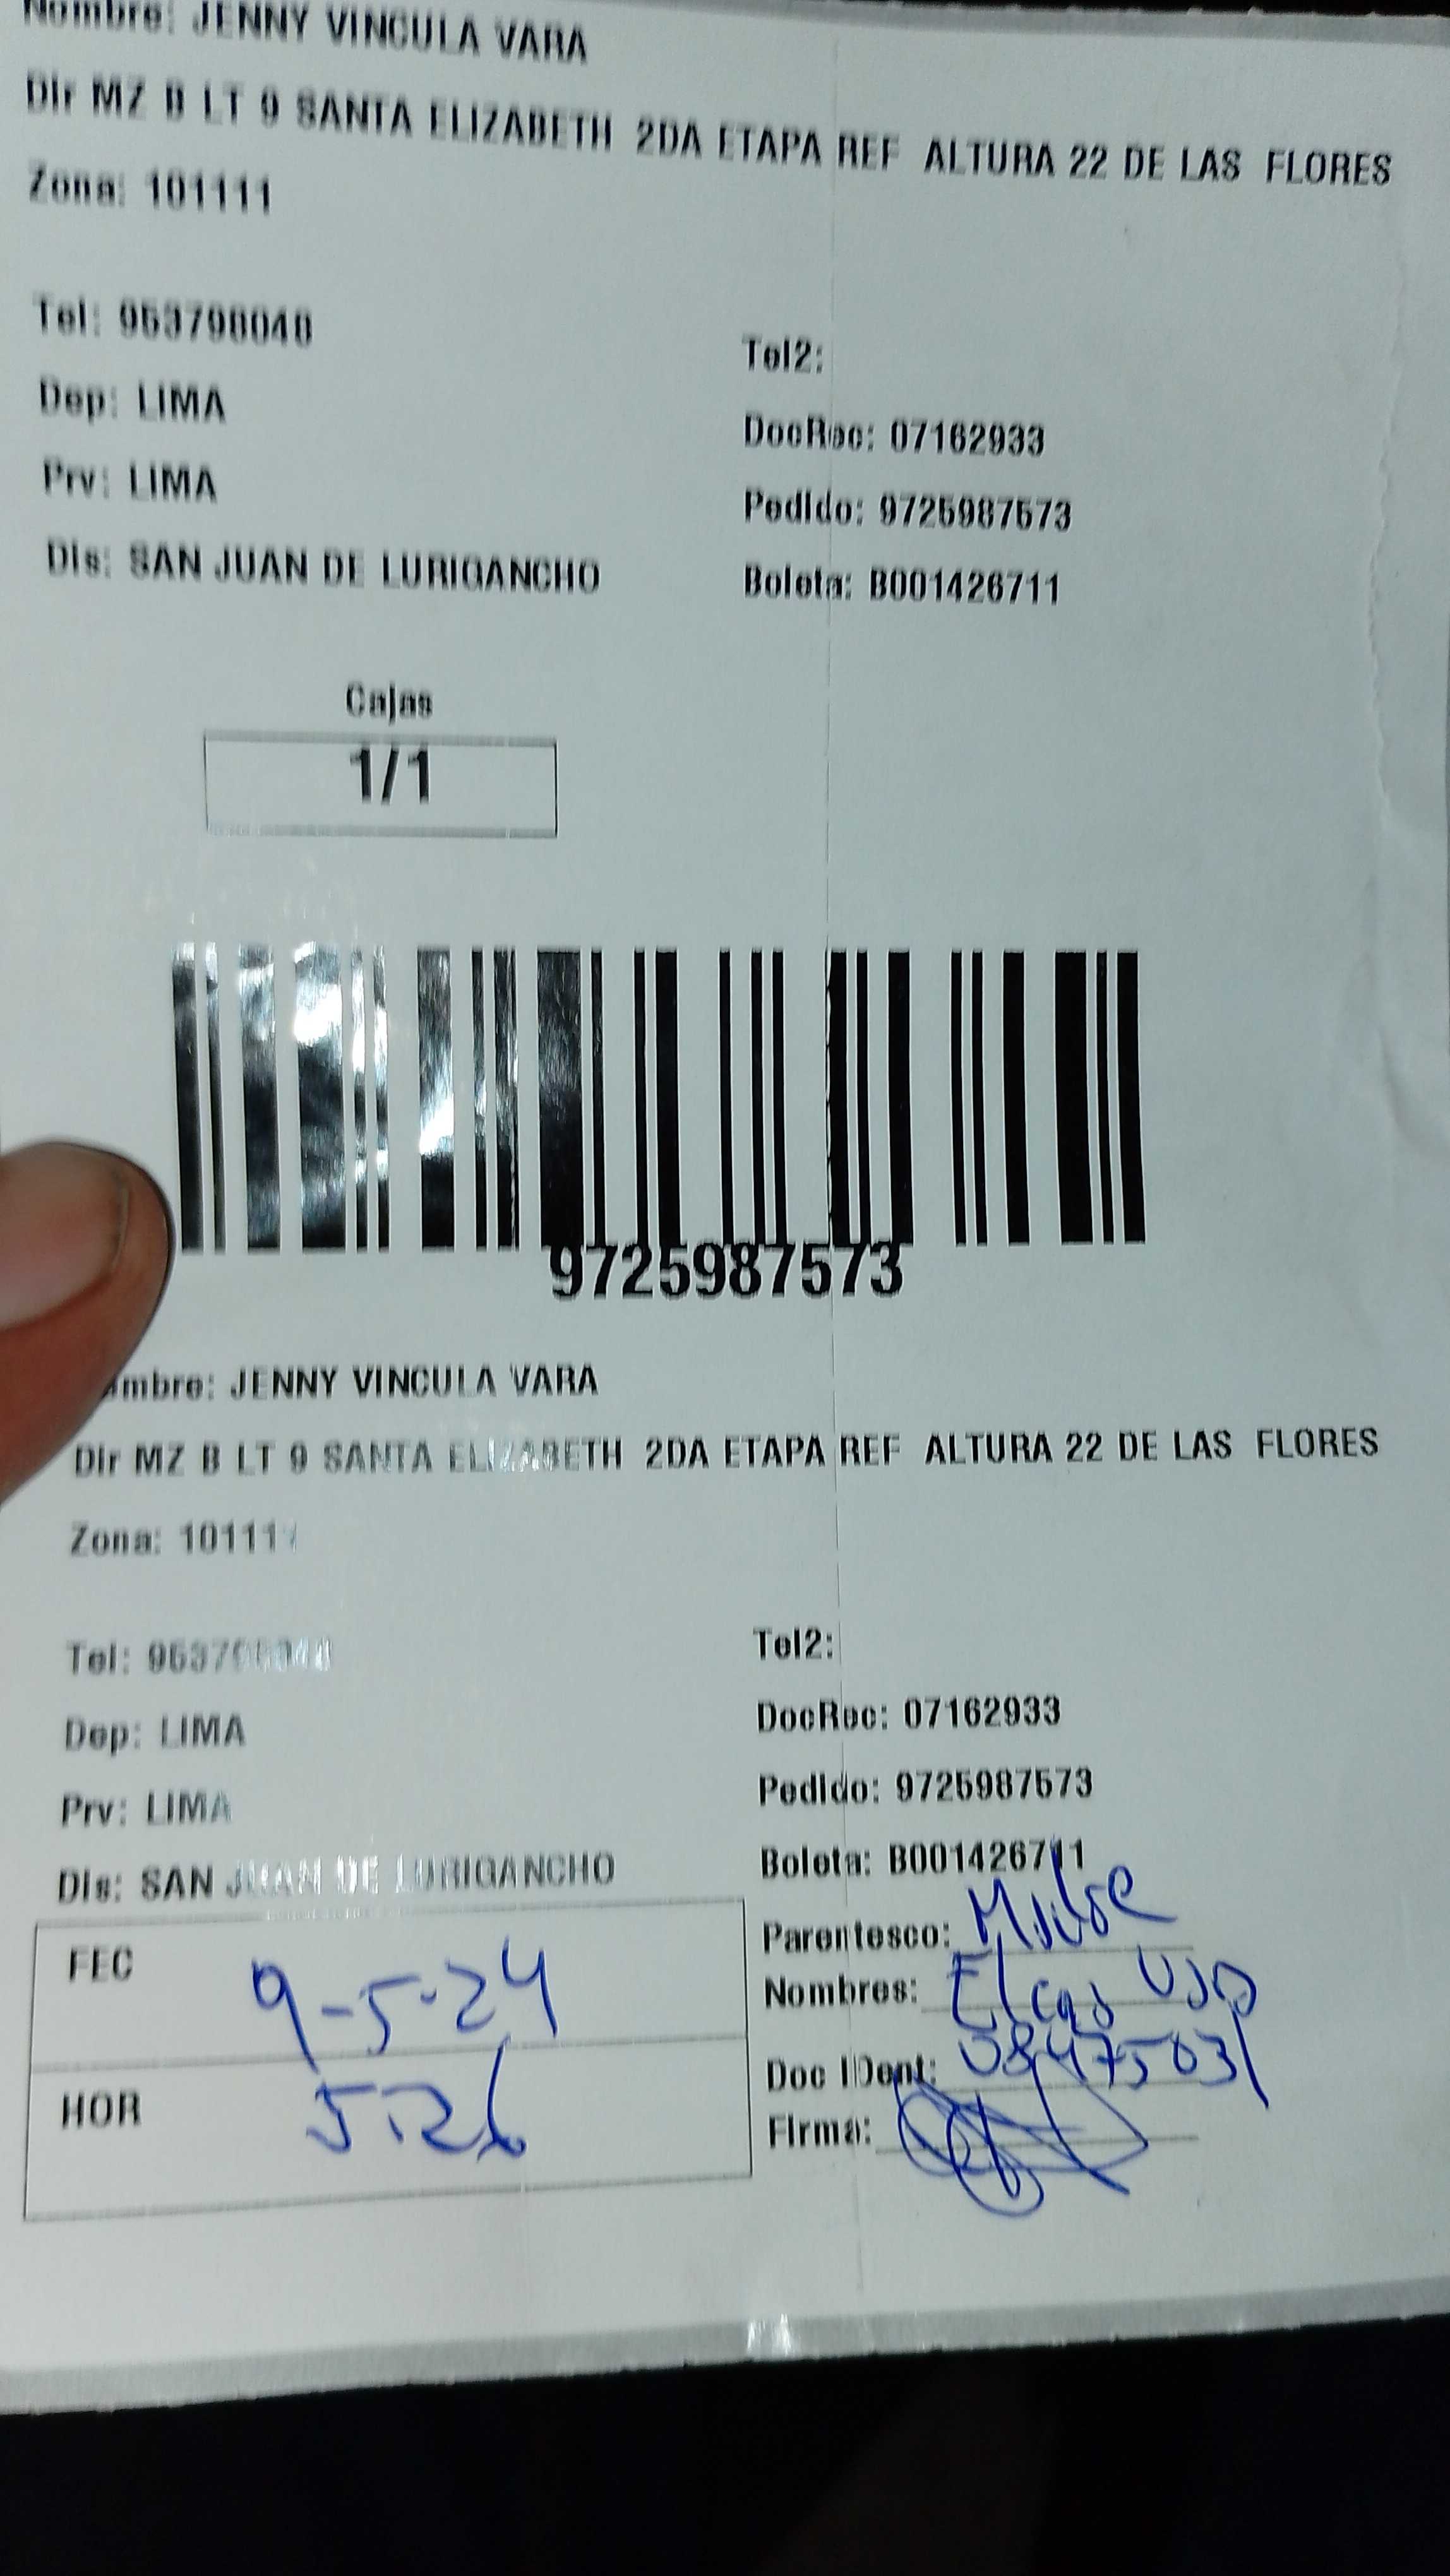 Nombre: JENNY VINCULA VARA
Dir MZ B LT 9 SANTA ELIZABETH 2DA ETAPA REF ALTURA 22 DE LAS FLORES
Zona: 101111
Tel: 953798048
Tel2:
Dep: LIMA
DocRec: 07162933
Prv: LIMA
Pedido: 9725987573
Dis: SAN JUAN DE LURIGANCHO
Boleta: B001426711
Cajas
1/1
9725987573
mbre: JENNY VINCULA VARA
Dir MZ B LT 9 SANTA ELIZABETH 2DA ETAPA REF ALTURA 22 DE LAS FLORES
Zona: 101111
Tel: 953798048
Tel2:
Dep: LIMA
DocRec: 07162933
Prv: LIMA
Pedido: 9725987573
Dis: SAN JUAN DE LURIGANCHO
Boleta: B001426711
FEC 9-5-24
HOR 5:26
Parentesco:
Nombres:
Doc IDent: 08475031
Firma: